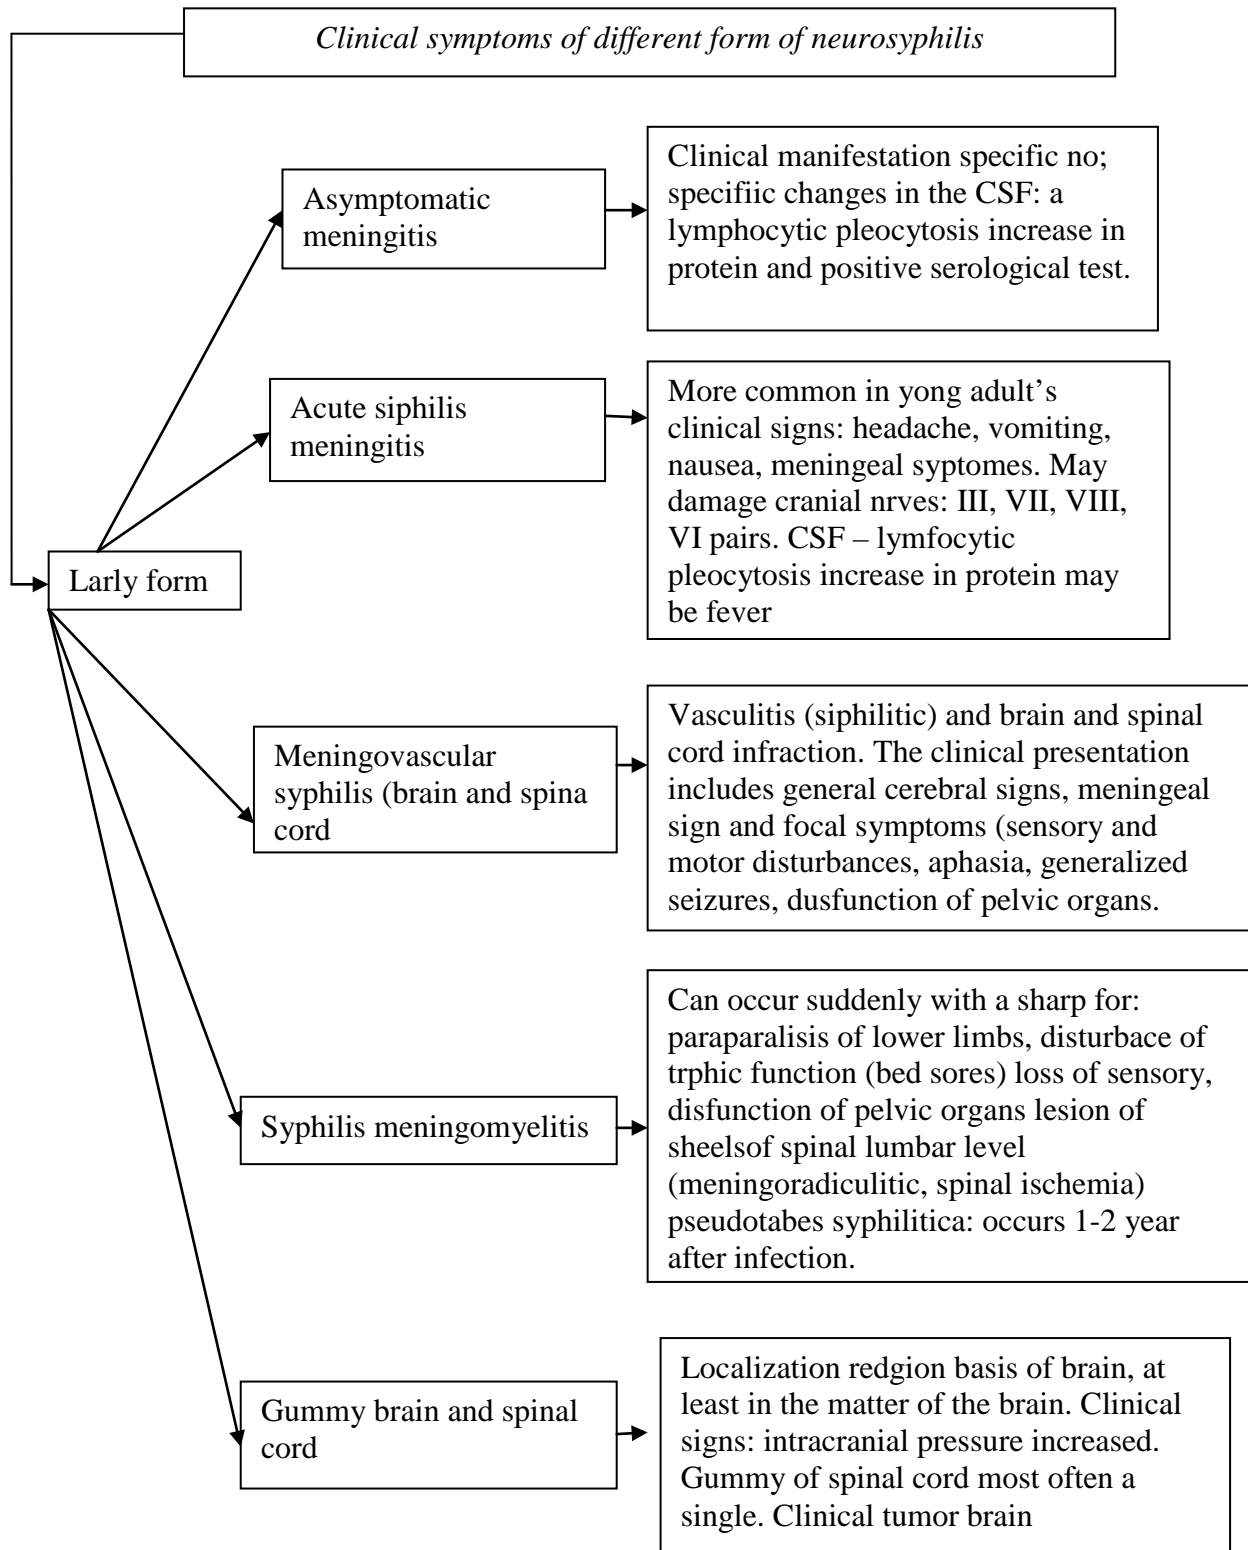 Clinical symptoms of different form of neurosyphilis
Asymptomatic
meningitis
Clinical manifestation specific no;
specifiic changes in the CSF: a
lymphocytic pleocytosis increase in
protein and positive serological test.
Acute siphilis
meningitis
More common in yong adult’s
clinical signs: headache, vomiting,
nausea, meningeal syptomes. May
damage cranial nrves: III, VII, VIII,
VI pairs. CSF – lymfocytic
pleocytosis increase in protein may
be fever
Larly form
Meningovascular
syphilis (brain and spina
cord
Vasculitis (siphilitic) and brain and spinal
cord infraction. The clinical presentation
includes general cerebral signs, meningeal
sign and focal symptoms (sensory and
motor disturbances, aphasia, generalized
seizures, dusfunction of pelvic organs.
Syphilis meningomyelitis
Can occur suddenly with a sharp for:
paraparalisis of lower limbs, disturbace of
trphic function (bed sores) loss of sensory,
disfunction of pelvic organs lesion of
sheelsof spinal lumbar level
(meningoradiculitic, spinal ischemia)
pseudotabes syphilitica: occurs 1-2 year
after infection.
Gummy brain and spinal
cord
Localization redgion basis of brain, at
least in the matter of the brain. Clinical
signs: intracranial pressure increased.
Gummy of spinal cord most often a
single. Clinical tumor brain